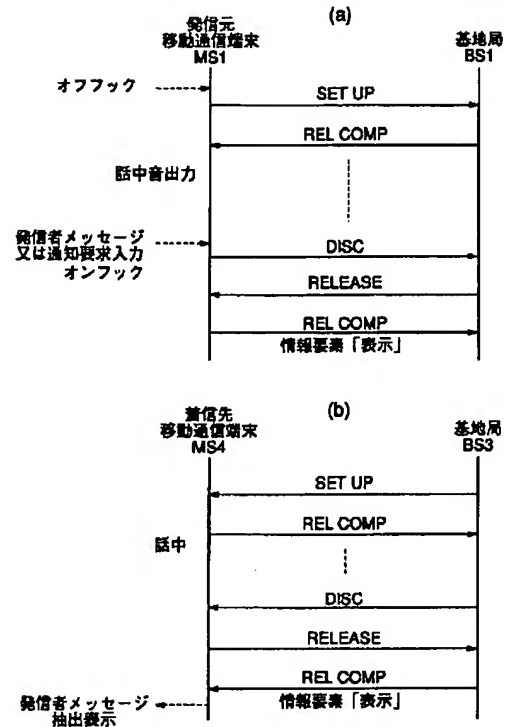 (a)
発信元
移動通信端末
MS1
基地局
BS1
オフフック
SET UP
REL COMP
話中音出力
発信者メッセージ
又は通知要求入力
オンフック
DISC
RELEASE
REL COMP
情報要素「表示」
(b)
着信先
移動通信端末
MS4
基地局
BS3
SET UP
REL COMP
話中
DISC
RELEASE
REL COMP
情報要素「表示」
発信者メッセージ
抽出表示